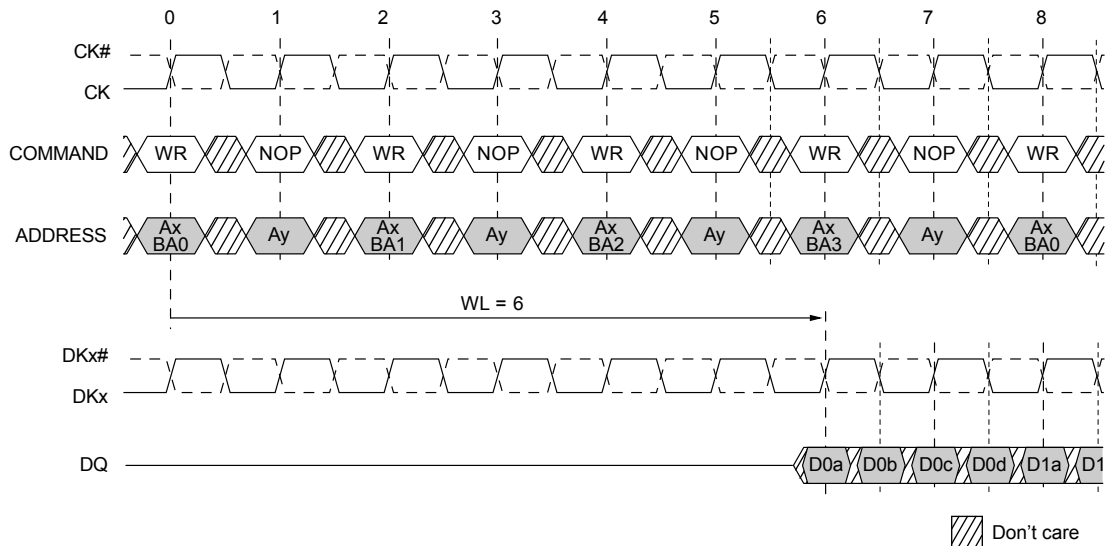 0 1 2 3 4 5 6 7 8
CK#
CK
COMMAND WR NOP WR NOP WR NOP WR NOP WR
ADDRESS Ax BA0 Ay Ax BA1 Ay Ax BA2 Ay Ax BA3 Ay Ax BA0
WL = 6
DKx#
DKx
DQ D0a D0b D0c D0d D1a D1
Don't care